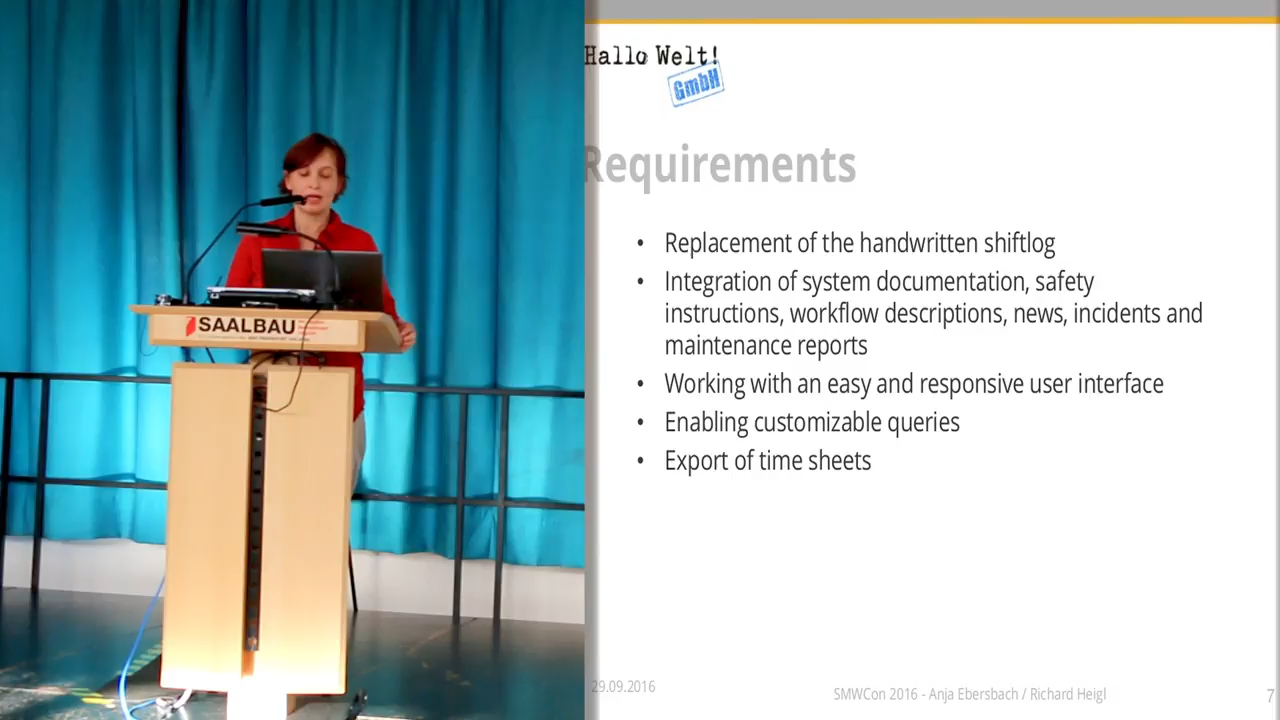 Hallo Welt!
GmbH
Requirements
• Replacement of the handwritten shiftlog
• Integration of system documentation, safety
instructions, workflow descriptions, news, incidents and
maintenance reports
• Working with an easy and responsive user interface
• Enabling customizable queries
• Export of time sheets
29.09.2016
SMWCon 2016 - Anja Ebersbach / Richard Heigl
7
SAALBAU